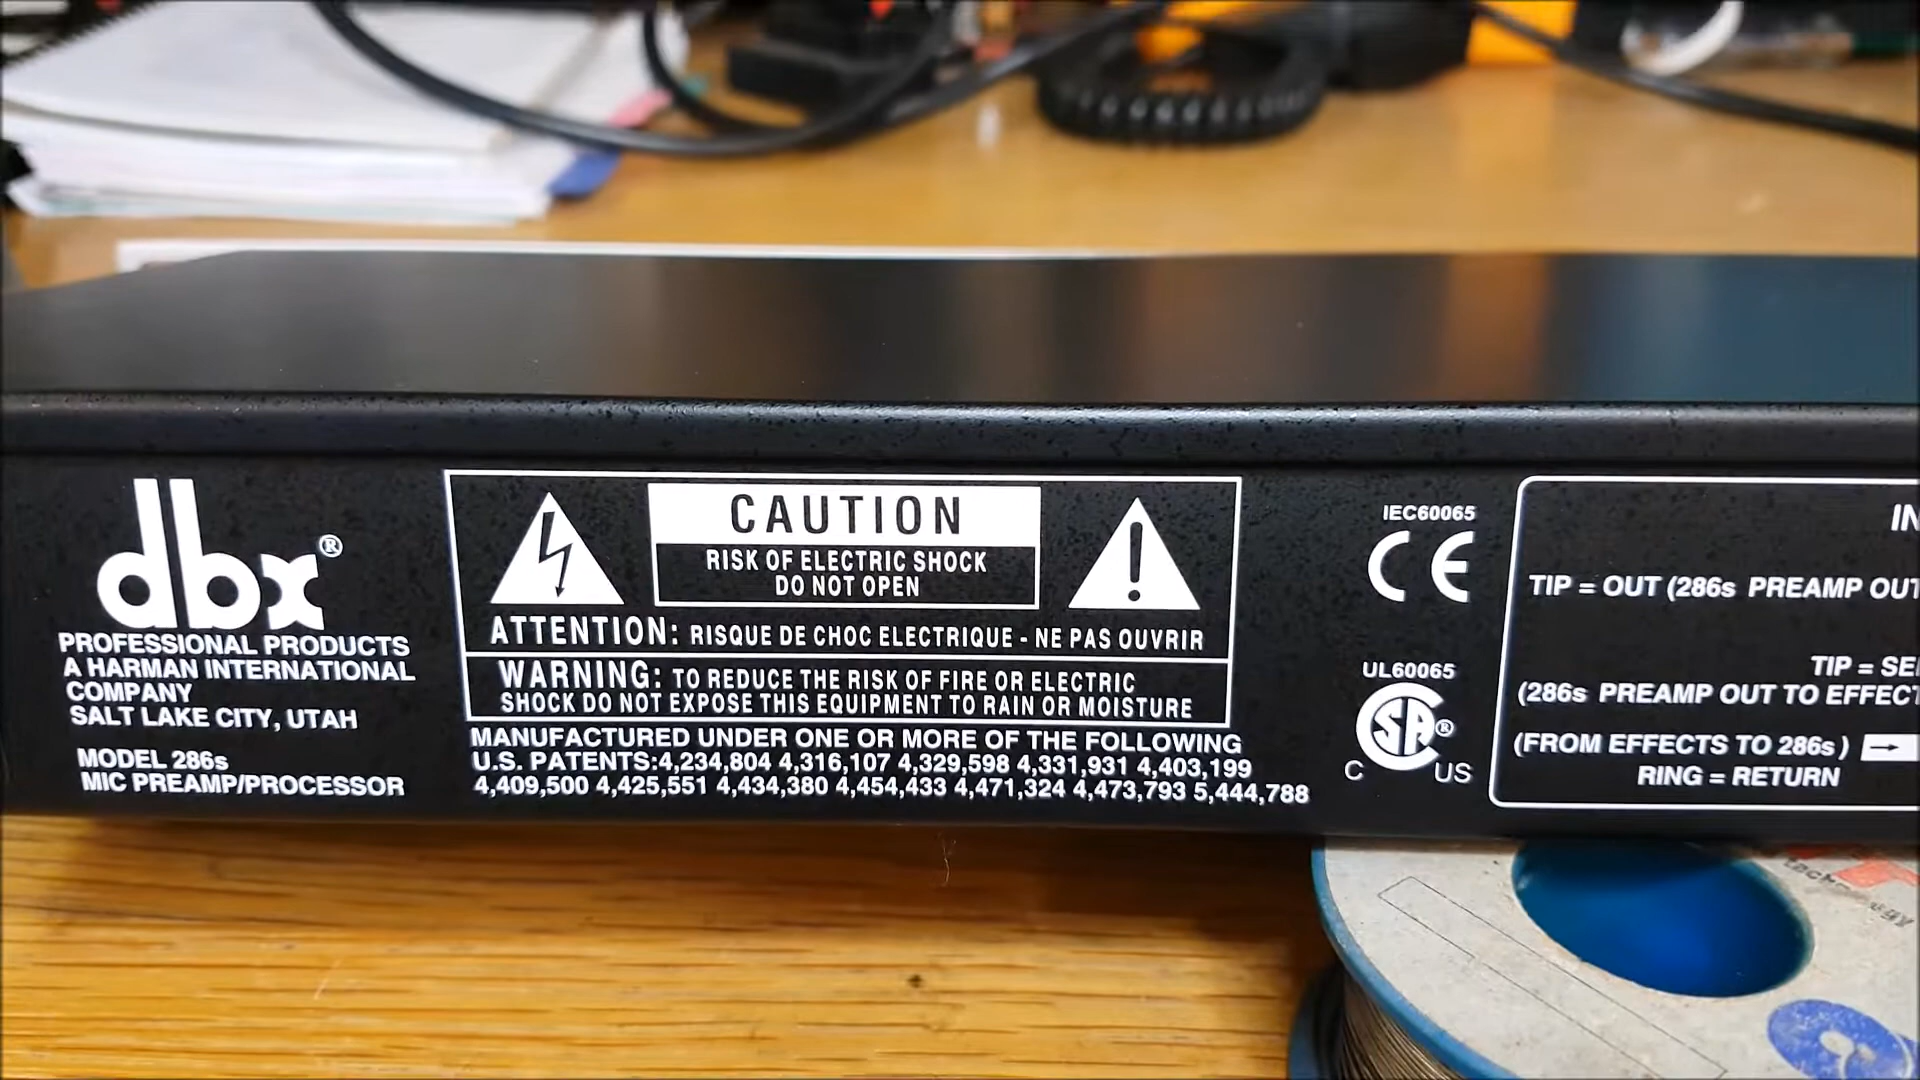 dbx®
PROFESSIONAL PRODUCTS
A HARMAN INTERNATIONAL
COMPANY
SALT LAKE CITY, UTAH
MODEL 286s
MIC PREAMP/PROCESSOR
CAUTION
RISK OF ELECTRIC SHOCK
DO NOT OPEN
ATTENTION: RISQUE DE CHOC ELECTRIQUE - NE PAS OUVRIR
WARNING: TO REDUCE THE RISK OF FIRE OR ELECTRIC
SHOCK DO NOT EXPOSE THIS EQUIPMENT TO RAIN OR MOISTURE
MANUFACTURED UNDER ONE OR MORE OF THE FOLLOWING
U.S. PATENTS:4,234,804 4,316,107 4,329,598 4,331,931 4,403,199
4,409,500 4,425,551 4,434,380 4,454,433 4,471,324 4,473,793 5,444,788
IEC60065
CE
UL60065
SA®
C US
TIP = OUT (286s PREAMP OUT
TIP =
(286s PREAMP OUT TO EFFECT
(FROM EFFECTS TO 286s)
RING = RETURN